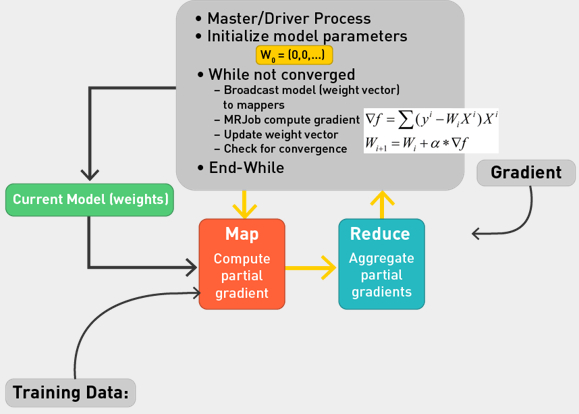 • Master/Driver Process
• Initialize model parameters
W₀ = (0,0,...)
• While not converged
– Broadcast model (weight vector)
to mappers
– MRJob compute gradient
∇f = ∑(yⁱ − WᵢXⁱ)Xⁱ
– Update weight vector
Wᵢ₊₁ = Wᵢ + α * ∇f
– Check for convergence
• End-While
Gradient
Current Model (weights)
Map
Compute
partial
gradient
Reduce
Aggregate
partial
gradients
Training Data: